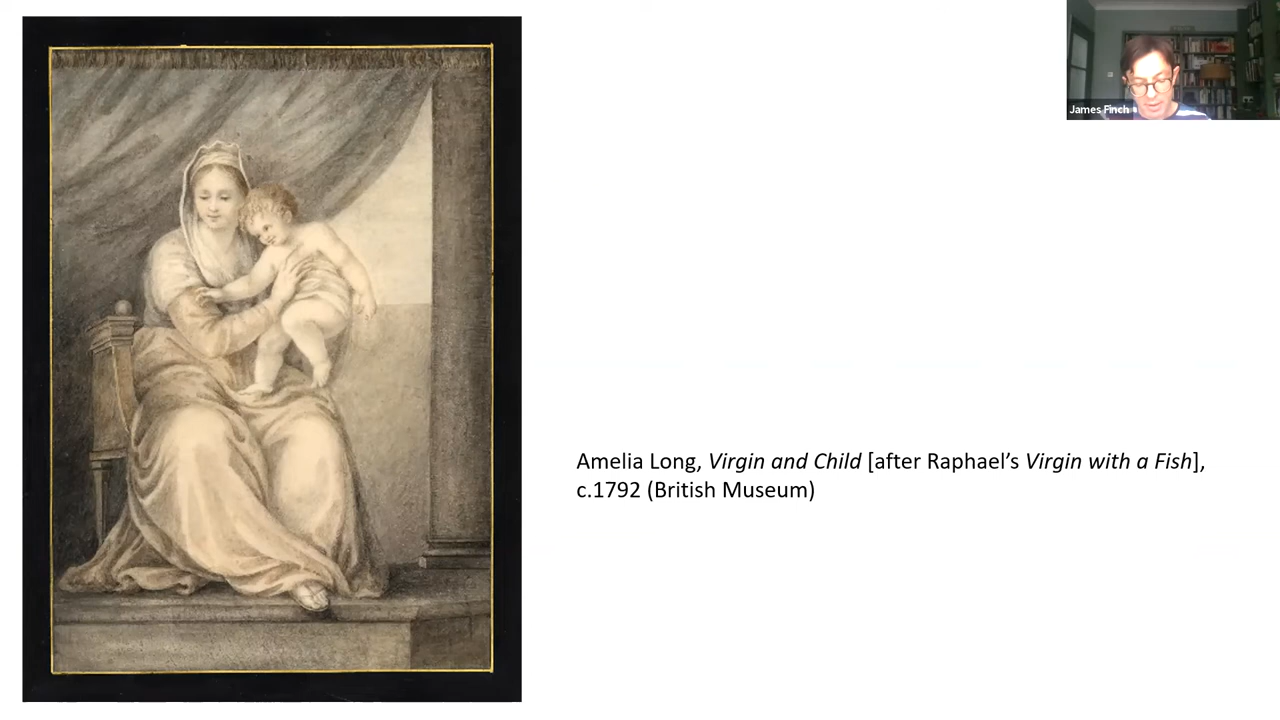 James Finch
Amelia Long, Virgin and Child [after Raphael’s Virgin with a Fish],
c.1792 (British Museum)